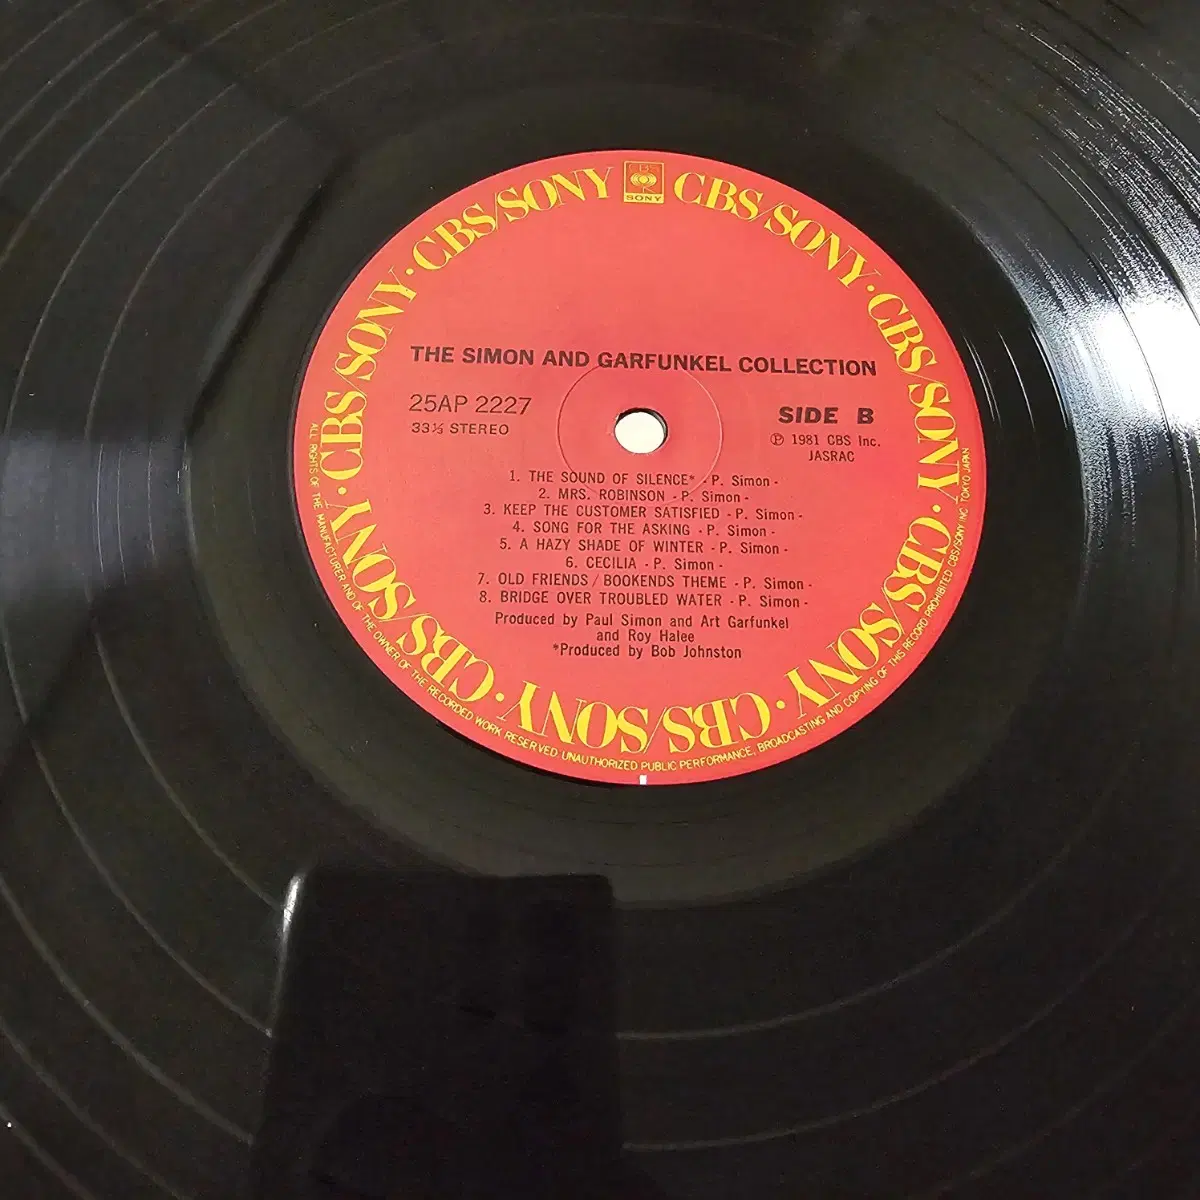 CBS
SONY
CBS/SONY · CBS/SONY · CBS/SONY · CBS/SONY · CBS/SONY · CBS/SONY · CBS/SONY · CBS/SONY
THE SIMON AND GARFUNKEL COLLECTION
25AP 2227
33⅓ STEREO
SIDE B
Ⓟ 1981 CBS Inc.
JASRAC
1. THE SOUND OF SILENCE* - P. Simon -
2. MRS. ROBINSON - P. Simon -
3. KEEP THE CUSTOMER SATISFIED - P. Simon -
4. SONG FOR THE ASKING - P. Simon -
5. A HAZY SHADE OF WINTER - P. Simon -
6. CECILIA - P. Simon -
7. OLD FRIENDS / BOOKENDS THEME - P. Simon -
8. BRIDGE OVER TROUBLED WATER - P. Simon -
Produced by Paul Simon and Art Garfunkel
and Roy Halee
*Produced by Bob Johnston
ALL RIGHTS OF THE MANUFACTURER AND OF THE OWNER OF THE RECORDED WORK RESERVED. UNAUTHORIZED PUBLIC PERFORMANCE, BROADCASTING AND COPYING OF THIS RECORD PROHIBITED CBS/SONY INC. TOKYO JAPAN